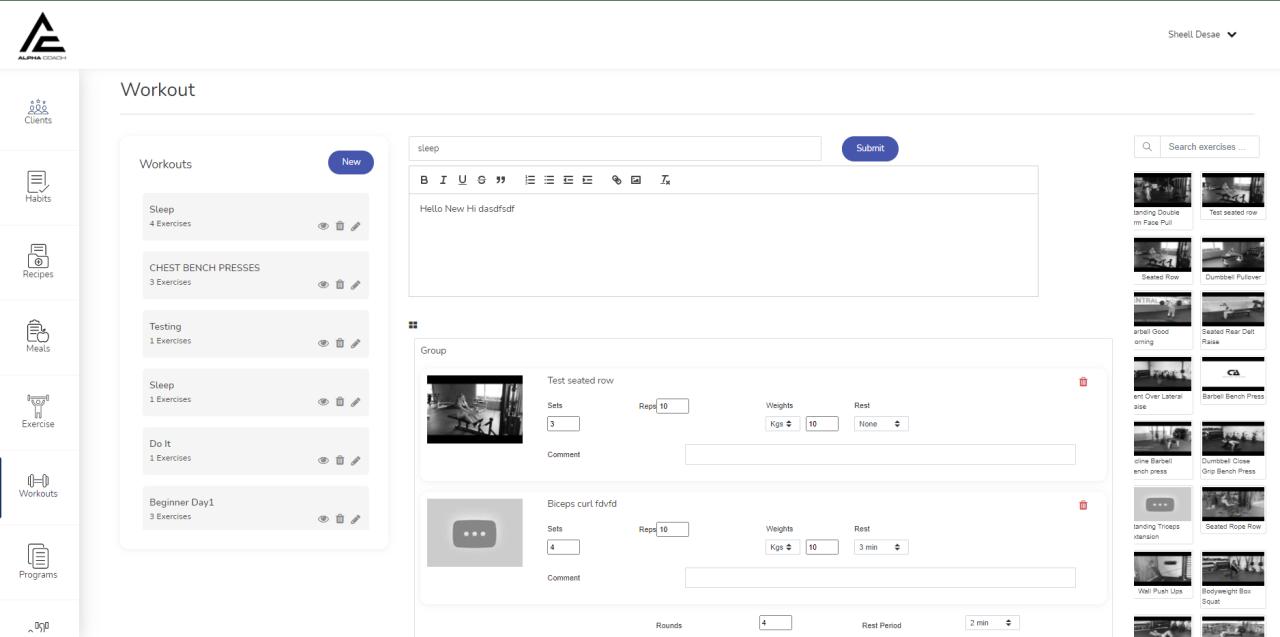 ALPHA COACH
Sheell Desae
Clients
Habits
Recipes
Meals
Exercise
Workouts
Programs
Workout
Workouts
New
Sleep
4 Exercises
CHEST BENCH PRESSES
3 Exercises
Testing
1 Exercises
Sleep
1 Exercises
Do It
1 Exercises
Beginner Day1
3 Exercises
sleep
Submit
Hello New Hi dasdfsdf
Group
Test seated row
Sets
Reps 10
Weights
Rest
3
Kgs
10
None
Comment
Biceps curl fdvfd
Sets
Reps 10
Weights
Rest
4
Kgs
10
3 min
Comment
Rounds
4
Rest Period
2 min
Search exercises ...
tanding Double
rm Face Pull
Test seated row
Seated Row
Dumbbell Pullover
arbell Good
orning
Seated Rear Delt
Raise
ent Over Lateral
aise
Barbell Bench Press
cline Barbell
ench press
Dumbbell Close
Grip Bench Press
tanding Triceps
xtension
Seated Rope Row
Wall Push Ups
Bodyweight Box
Squat